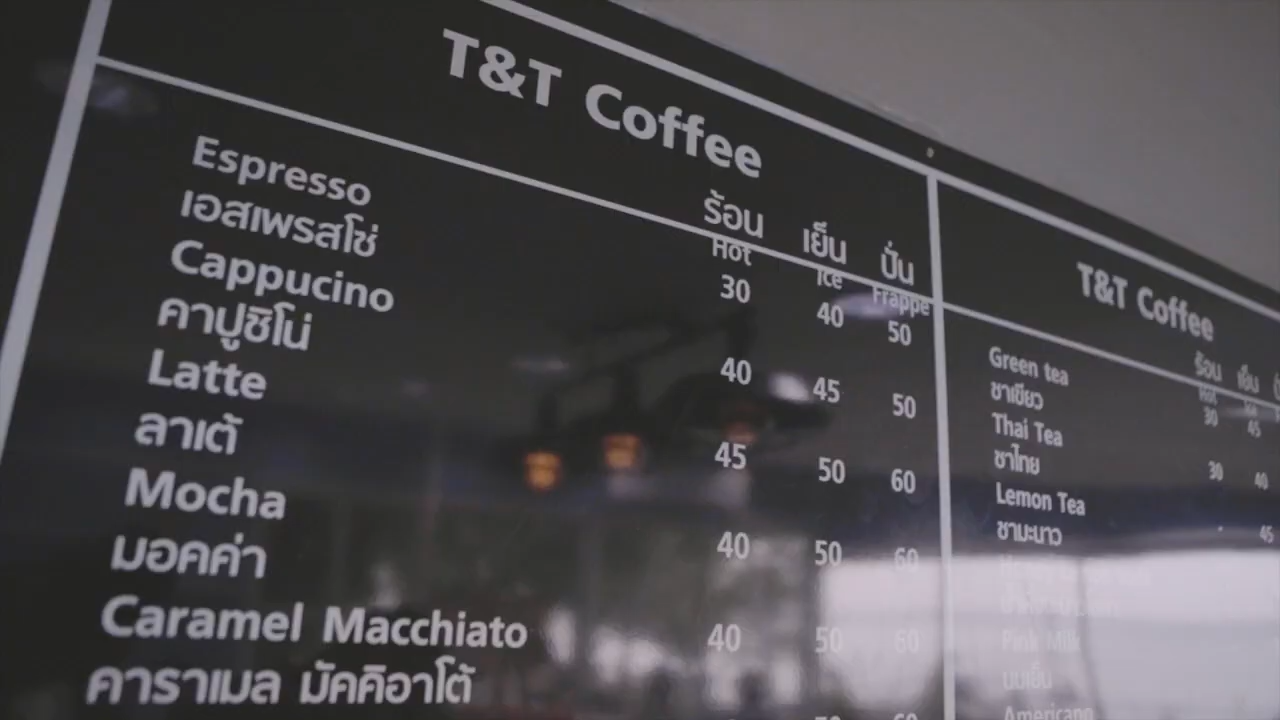 T&T Coffee
ร้อน เย็น ปั่น
Hot Ice Frappe
Espresso 30 40 50
เอสเพรสโซ่
Cappucino 40 45 50
คาปูชิโน่
Latte 45 50 60
ลาเต้
Mocha 40 50 60
มอคค่า
Caramel Macchiato 40 50 60
คาราเมล มัคคิอาโต้
T&T Coffee
ร้อน เย็น
Hot
Green tea 30 45
ชาเขียว
Thai Tea 30 40
ชาไทย
Lemon Tea 45
ชามะนาว
Pink Milk
นมเย็น
Americano